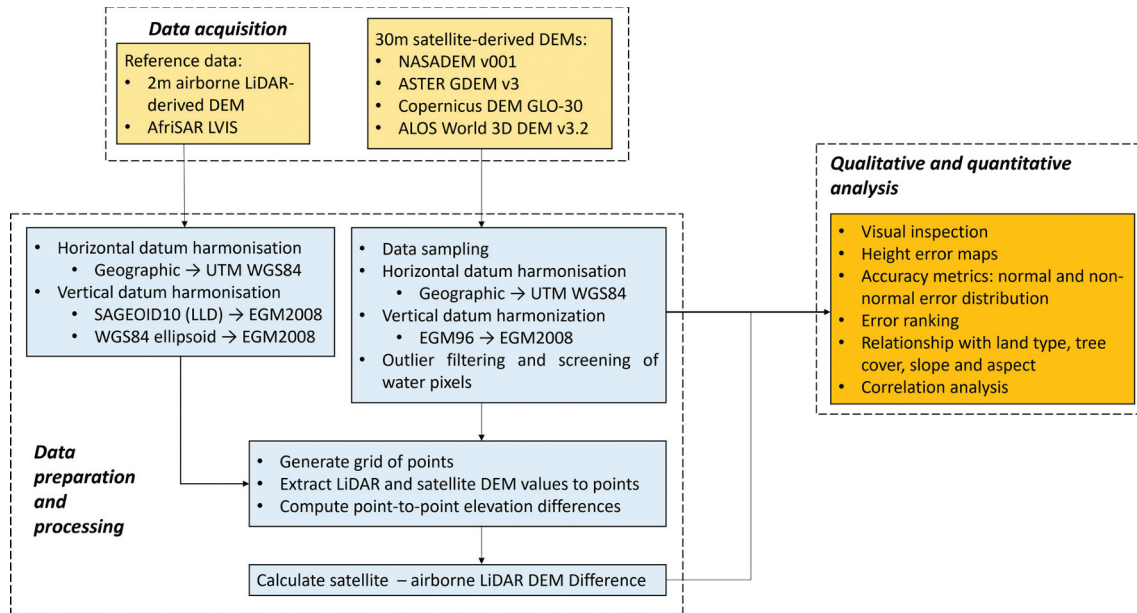 Data acquisition
Reference data:
• 2m airborne LiDAR-
derived DEM
• AfriSAR LVIS
30m satellite-derived DEMs:
• NASADEM v001
• ASTER GDEM v3
• Copernicus DEM GLO-30
• ALOS World 3D DEM v3.2
Data
preparation
and
processing
• Horizontal datum harmonisation
• Geographic → UTM WGS84
• Vertical datum harmonisation
• SAGEOID10 (LLD) → EGM2008
• WGS84 ellipsoid → EGM2008
• Data sampling
• Horizontal datum harmonisation
• Geographic → UTM WGS84
• Vertical datum harmonization
• EGM96 → EGM2008
• Outlier filtering and screening of
water pixels
• Generate grid of points
• Extract LiDAR and satellite DEM values to points
• Compute point-to-point elevation differences
Calculate satellite – airborne LiDAR DEM Difference
Qualitative and quantitative
analysis
• Visual inspection
• Height error maps
• Accuracy metrics: normal and non-
normal error distribution
• Error ranking
• Relationship with land type, tree
cover, slope and aspect
• Correlation analysis